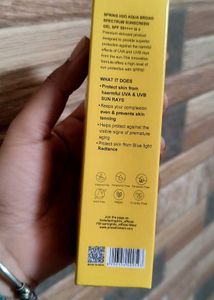 SPRING H2O AQUA BROAD
SPECTRUM SUNSCREEN
GEL SPF 50++++ is a
Premium skincare product
designed to provide superior
protection against the harmful
effects of UVA and UVB rays
from the sun. This innovative
formula offers a high level of
sun protection with SPF50
WHAT IT DOES
• Protect skin from
harmful UVA & UVB
SUN RAYS
• Keeps your complexion
even & prevents skin
tanning
• Helps protect against the
visible signs of premature
aging
• Protect skin from Blue light
Radiance